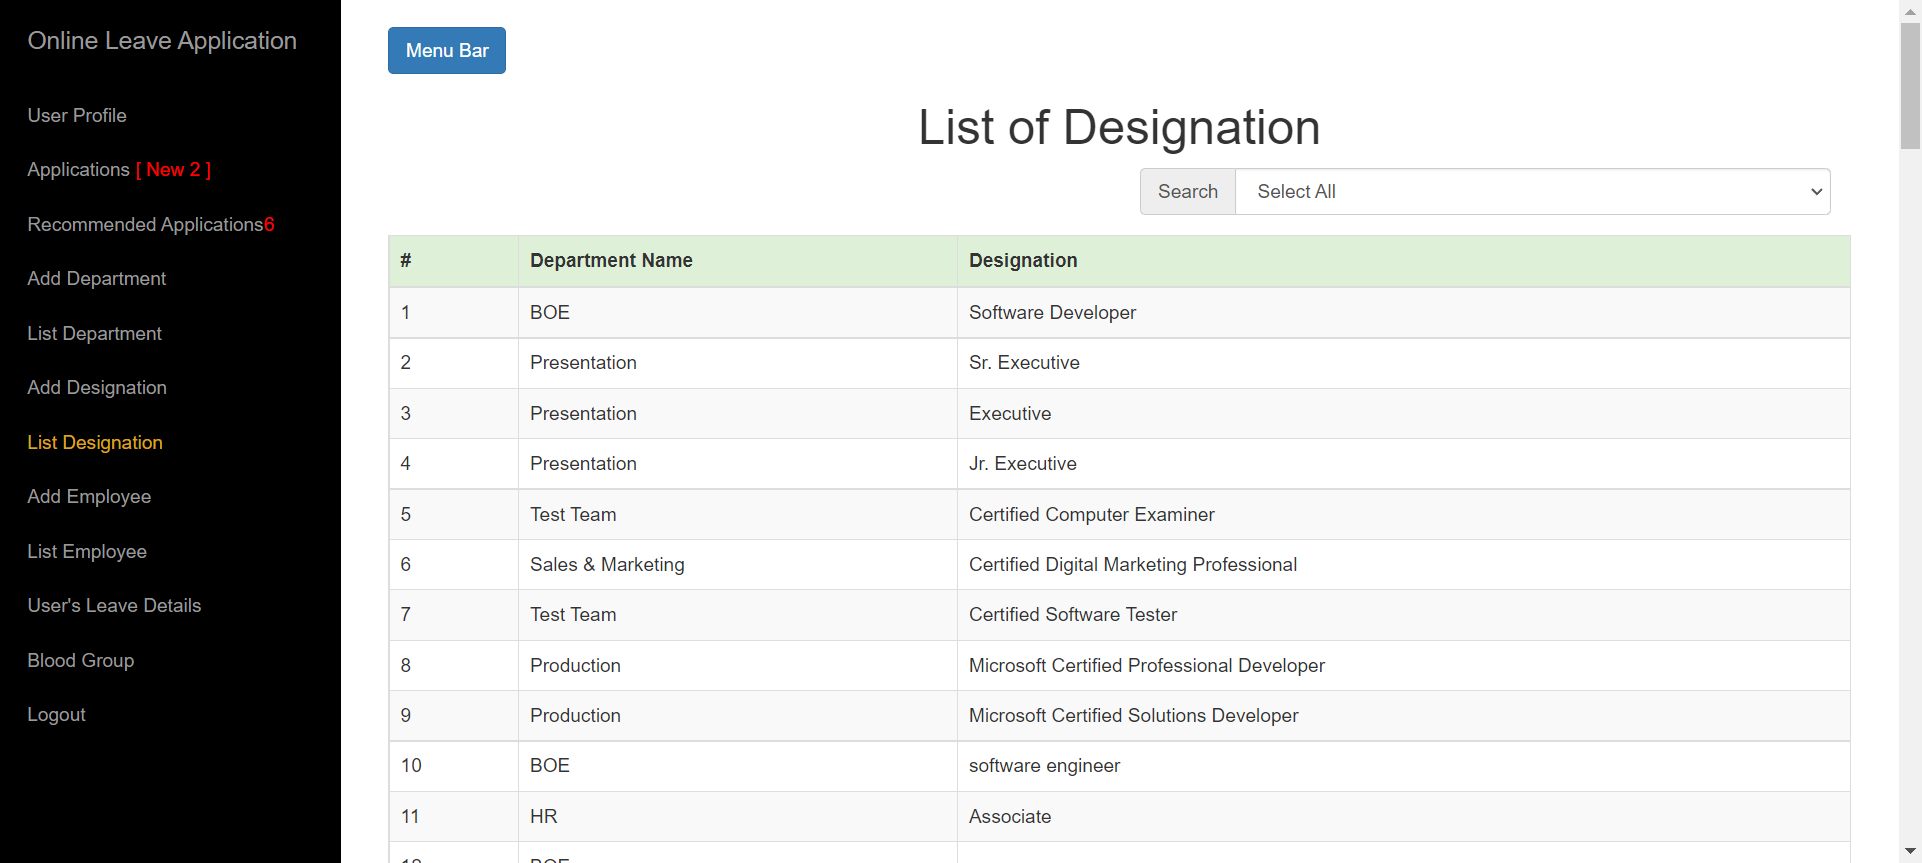 Online Leave Application
User Profile
Applications [ New 2 ]
Recommended Applications6
Add Department
List Department
Add Designation
List Designation
Add Employee
List Employee
User's Leave Details
Blood Group
Logout
Menu Bar
List of Designation
Search Select All
# Department Name Designation
1 BOE Software Developer
2 Presentation Sr. Executive
3 Presentation Executive
4 Presentation Jr. Executive
5 Test Team Certified Computer Examiner
6 Sales & Marketing Certified Digital Marketing Professional
7 Test Team Certified Software Tester
8 Production Microsoft Certified Professional Developer
9 Production Microsoft Certified Solutions Developer
10 BOE software engineer
11 HR Associate